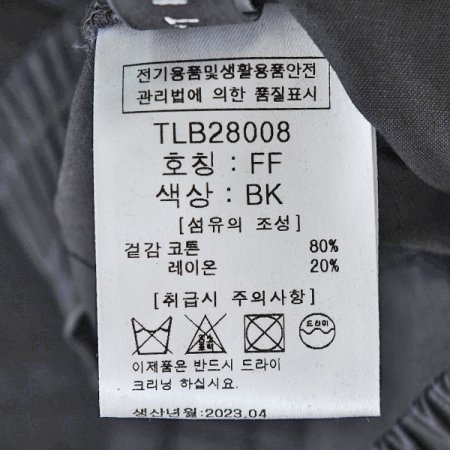 전기용품및생활용품안전
관리법에 의한 품질표시
TLB28008
호칭 : FF
색상 : BK
[섬유의 조성]
겉감 코튼 80%
레이온 20%
[취급시 주의사항]
드라이
이제품은 반드시 드라이
크리닝 하십시요.
생산년월:2023.04